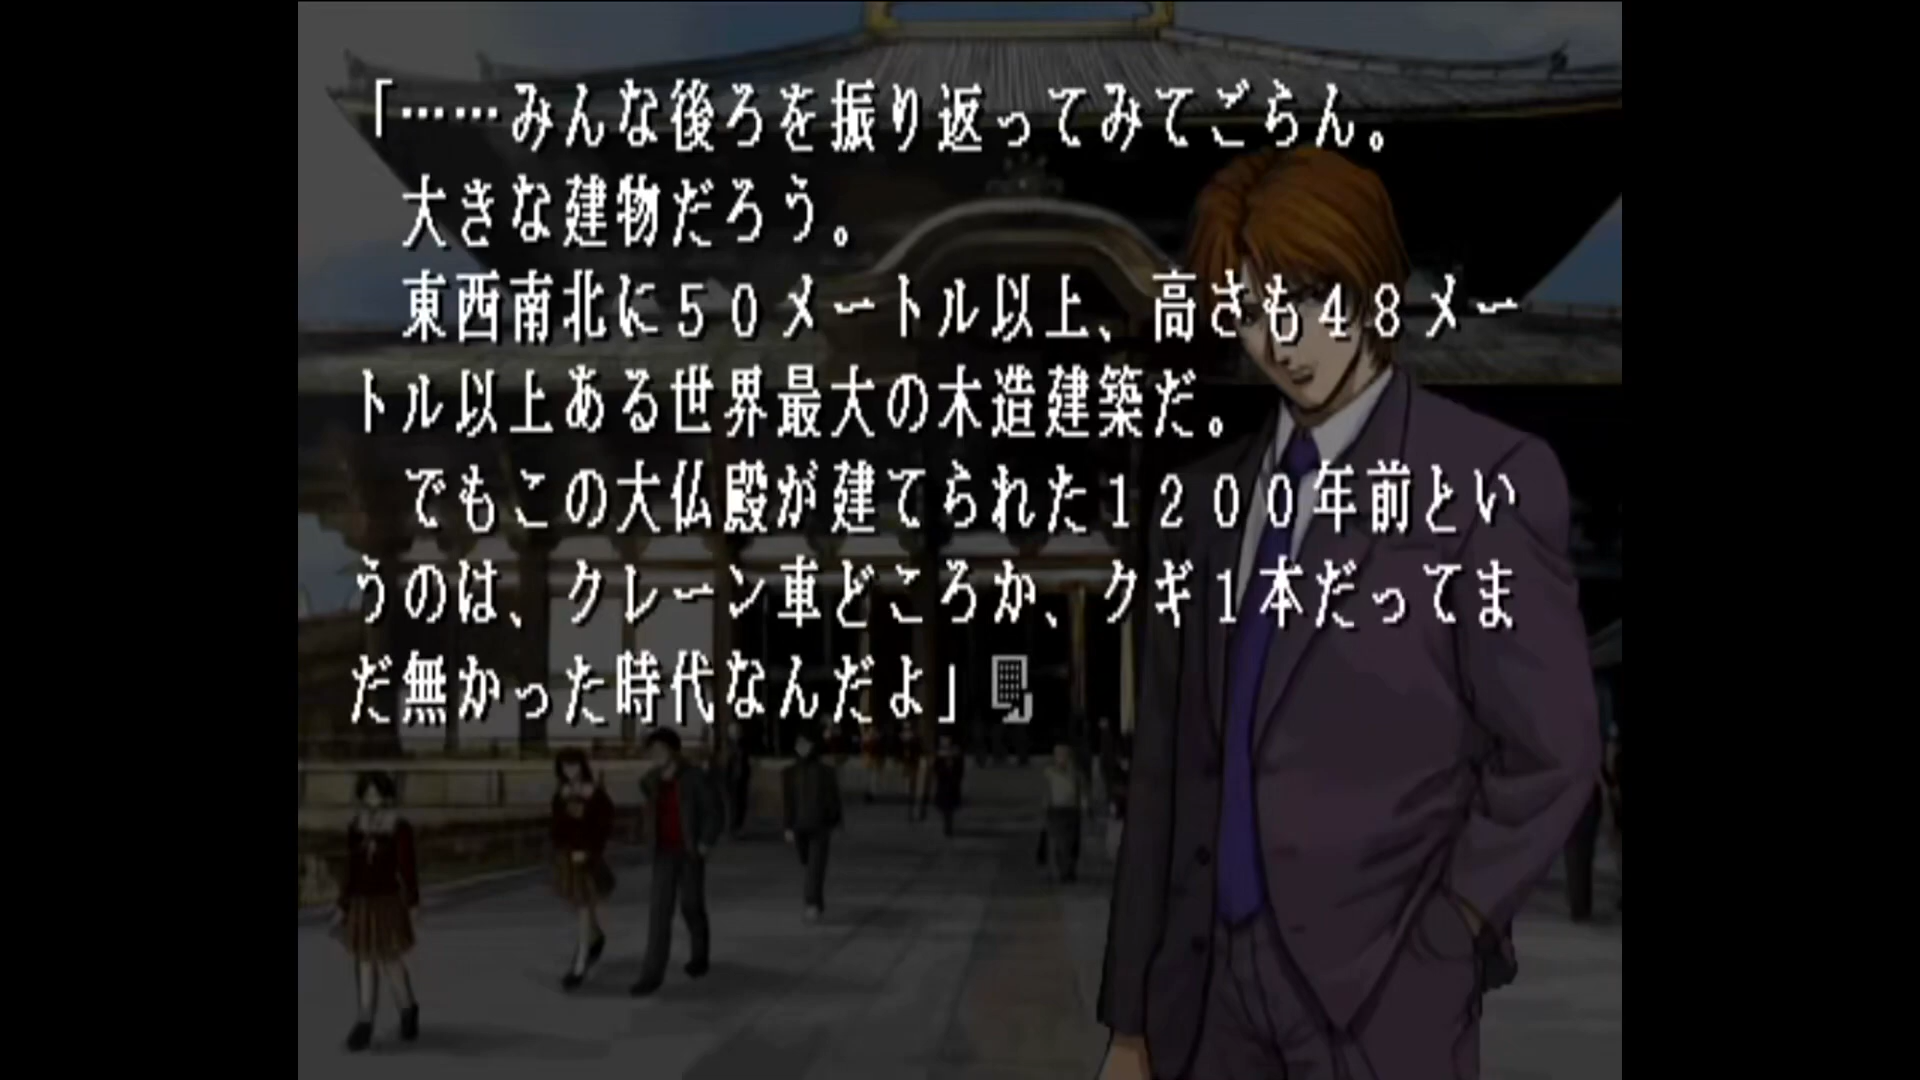 「……みんな後ろを振り返ってみてごらん。
大きな建物だろう。
東西南北に５０メートル以上、高さも４８メー
トル以上ある世界最大の木造建築だ。
でもこの大仏殿が建てられた１２００年前とい
うのは、クレーン車どころか、クギ１本だってま
だ無かった時代なんだよ」